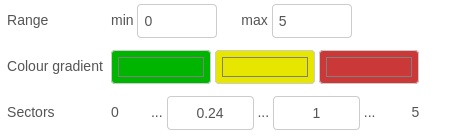 Range min 0 max 5
Colour gradient
Sectors 0 ... 0.24 ... 1 ... 5